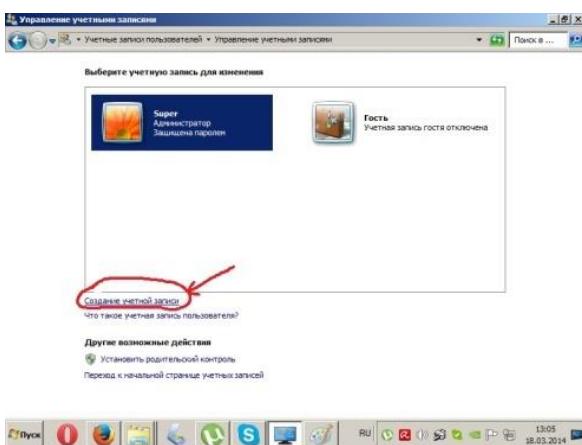 Управление учетными записями
Учетные записи пользователей • Управление учетными записями
Поиск в ...
Выберите учетную запись для изменения
Super
Администратор
Защищена паролем
Гость
Учетная запись гостя отключена
Создание учетной записи
Что такое учетная запись пользователя?
Другие возможные действия
Установить родительский контроль
Переход к начальной странице учетных записей
Пуск
RU
13:05
18.03.2014